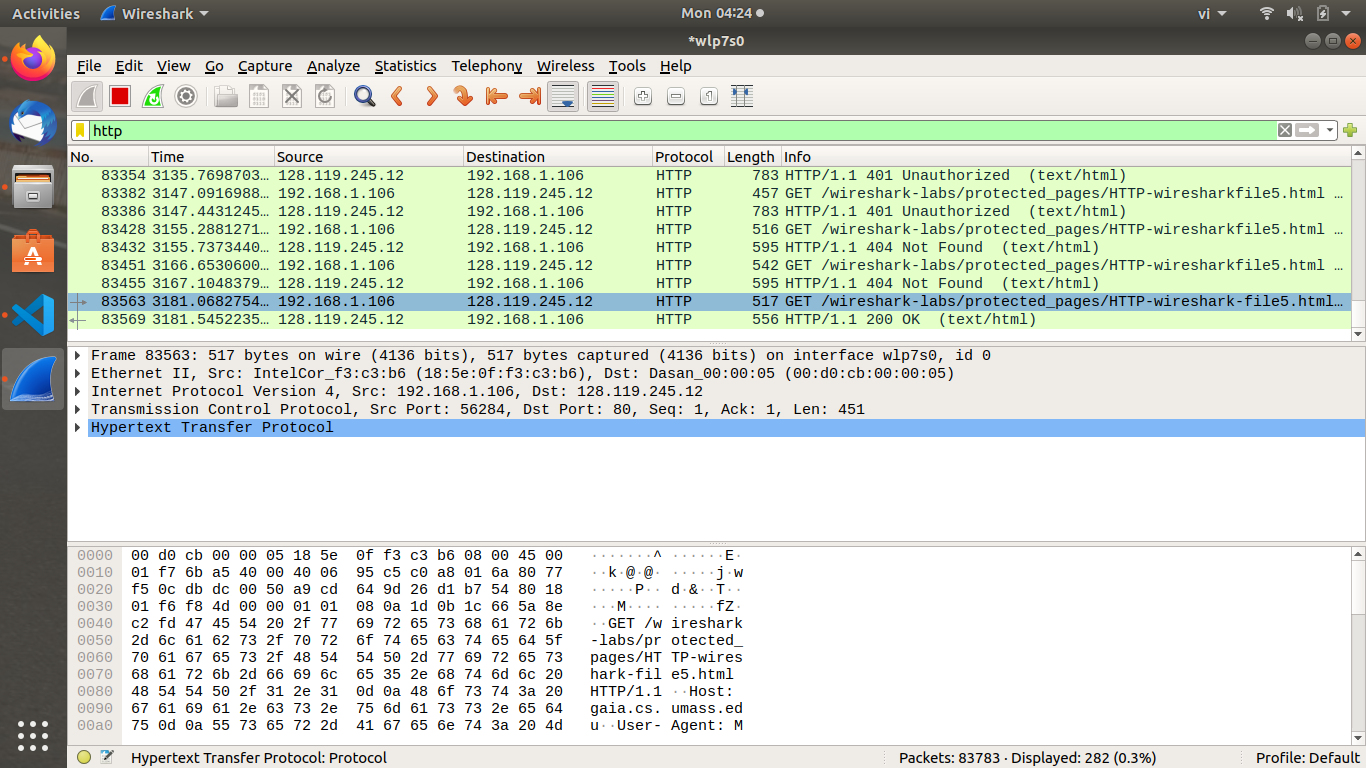 Activities Wireshark Mon 04:24 vi
*wlp7s0
File Edit View Go Capture Analyze Statistics Telephony Wireless Tools Help
http
No. Time Source Destination Protocol Length Info
83354 3135.7698703… 128.119.245.12 192.168.1.106 HTTP 783 HTTP/1.1 401 Unauthorized (text/html)
83382 3147.0916988… 192.168.1.106 128.119.245.12 HTTP 457 GET /wireshark-labs/protected_pages/HTTP-wiresharkfile5.html …
83386 3147.4431245… 128.119.245.12 192.168.1.106 HTTP 783 HTTP/1.1 401 Unauthorized (text/html)
83428 3155.2881271… 192.168.1.106 128.119.245.12 HTTP 516 GET /wireshark-labs/protected_pages/HTTP-wiresharkfile5.html …
83432 3155.7373440… 128.119.245.12 192.168.1.106 HTTP 595 HTTP/1.1 404 Not Found (text/html)
83451 3166.6530600… 192.168.1.106 128.119.245.12 HTTP 542 GET /wireshark-labs/protected_pages/HTTP-wiresharkfile5.html …
83455 3167.1048379… 128.119.245.12 192.168.1.106 HTTP 595 HTTP/1.1 404 Not Found (text/html)
83563 3181.0682754… 192.168.1.106 128.119.245.12 HTTP 517 GET /wireshark-labs/protected_pages/HTTP-wireshark-file5.html…
83569 3181.5452235… 128.119.245.12 192.168.1.106 HTTP 556 HTTP/1.1 200 OK (text/html)
Frame 83563: 517 bytes on wire (4136 bits), 517 bytes captured (4136 bits) on interface wlp7s0, id 0
Ethernet II, Src: IntelCor_f3:c3:b6 (18:5e:0f:f3:c3:b6), Dst: Dasan_00:00:05 (00:d0:cb:00:00:05)
Internet Protocol Version 4, Src: 192.168.1.106, Dst: 128.119.245.12
Transmission Control Protocol, Src Port: 56284, Dst Port: 80, Seq: 1, Ack: 1, Len: 451
Hypertext Transfer Protocol
0000 00 d0 cb 00 00 05 18 5e 0f f3 c3 b6 08 00 45 00 ·······^ ······E·
0010 01 f7 6b a5 40 00 40 06 95 c5 c0 a8 01 6a 80 77 ··k·@·@· ·····j·w
0020 f5 0c db dc 00 50 a9 cd 64 9d 26 d1 b7 54 80 18 ·····P·· d·&··T··
0030 01 f6 f8 4d 00 00 01 01 08 0a 1d 0b 1c 66 5a 8e ···M···· ·····fZ·
0040 c2 fd 47 45 54 20 2f 77 69 72 65 73 68 61 72 6b ··GET /w ireshark
0050 2d 6c 61 62 73 2f 70 72 6f 74 65 63 74 65 64 5f -labs/pr otected_
0060 70 61 67 65 73 2f 48 54 54 50 2d 77 69 72 65 73 pages/HT TP-wires
0070 68 61 72 6b 2d 66 69 6c 65 35 2e 68 74 6d 6c 20 hark-fil e5.html
0080 48 54 54 50 2f 31 2e 31 0d 0a 48 6f 73 74 3a 20 HTTP/1.1 ··Host:
0090 67 61 69 61 2e 63 73 2e 75 6d 61 73 73 2e 65 64 gaia.cs. umass.ed
00a0 75 0d 0a 55 73 65 72 2d 41 67 65 6e 74 3a 20 4d u··User- Agent: M
Hypertext Transfer Protocol: Protocol Packets: 83783 · Displayed: 282 (0.3%) Profile: Default